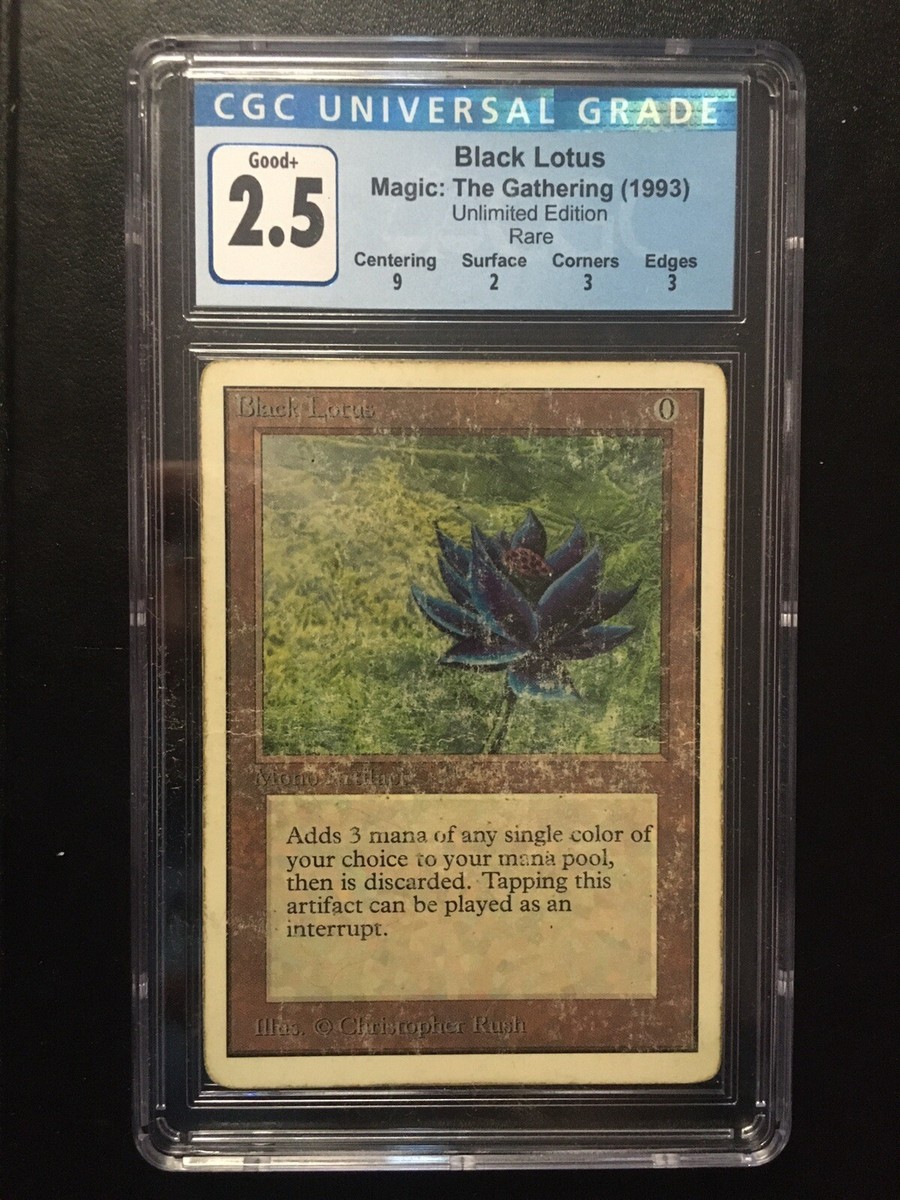 CGC UNIVERSAL GRADE
Good+
2.5
Black Lotus
Magic: The Gathering (1993)
Unlimited Edition
Rare
Centering Surface Corners Edges
9 2 3 3
Black Lotus 0
Mono Artifact
Adds 3 mana of any single color of
your choice to your mana pool,
then is discarded. Tapping this
artifact can be played as an
interrupt.
Illus. © Christopher Rush